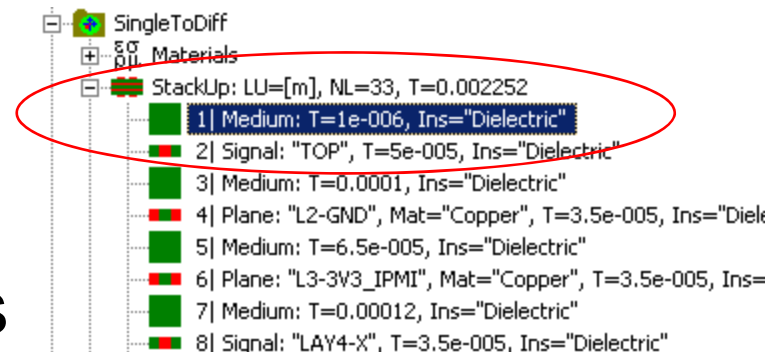 SingleToDiff
εσ ρμ Materials
StackUp: LU=[m], NL=33, T=0.002252
1| Medium: T=1e-006, Ins="Dielectric"
2| Signal: "TOP", T=5e-005, Ins="Dielectric"
3| Medium: T=0.0001, Ins="Dielectric"
4| Plane: "L2-GND", Mat="Copper", T=3.5e-005, Ins="Diele
5| Medium: T=6.5e-005, Ins="Dielectric"
6| Plane: "L3-3V3_IPMI", Mat="Copper", T=3.5e-005, Ins=
7| Medium: T=0.00012, Ins="Dielectric"
s
8| Signal: "LAY4-X", T=3.5e-005, Ins="Dielectric"